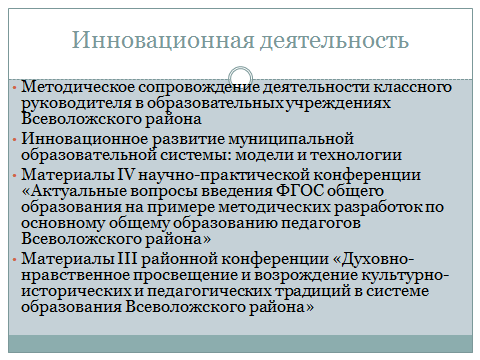 Инновационная деятельность
• Методическое сопровождение деятельности классного
руководителя в образовательных учреждениях
Всеволожского района
• Инновационное развитие муниципальной
образовательной системы: модели и технологии
• Материалы IV научно-практической конференции
«Актуальные вопросы введения ФГОС общего
образования на примере методических разработок по
основному общему образованию педагогов
Всеволожского района»
• Материалы III районной конференции «Духовно-
нравственное просвещение и возрождение культурно-
исторических и педагогических традиций в системе
образования Всеволожского района»